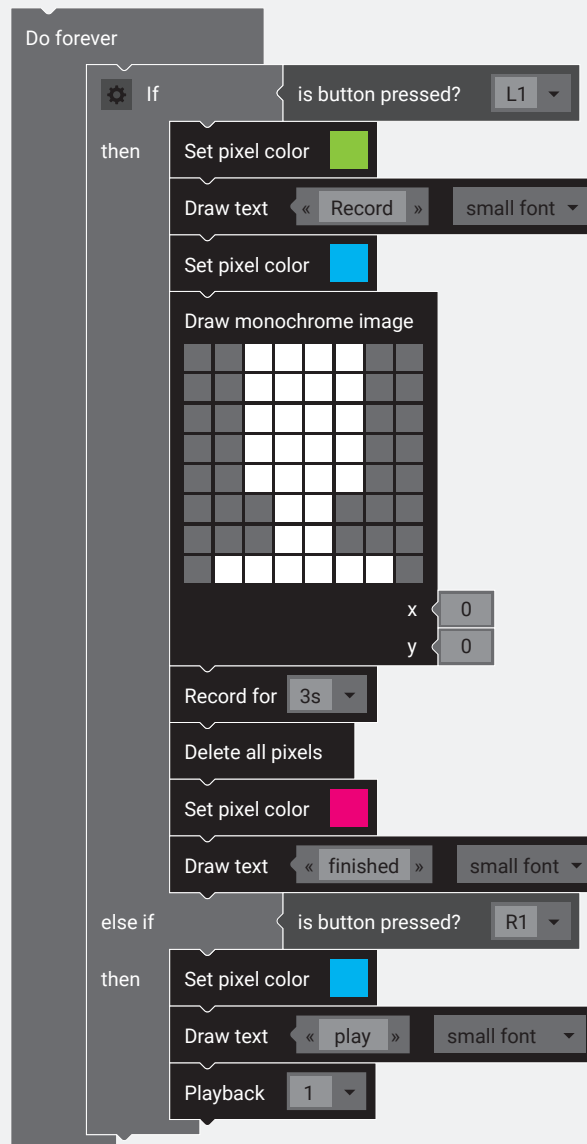 Do forever
If is button pressed? L1
then Set pixel color
Draw text « Record » small font
Set pixel color
Draw monochrome image
x 0
y 0
Record for 3s
Delete all pixels
Set pixel color
Draw text « finished » small font
else if is button pressed? R1
then Set pixel color
Draw text « play » small font
Playback 1